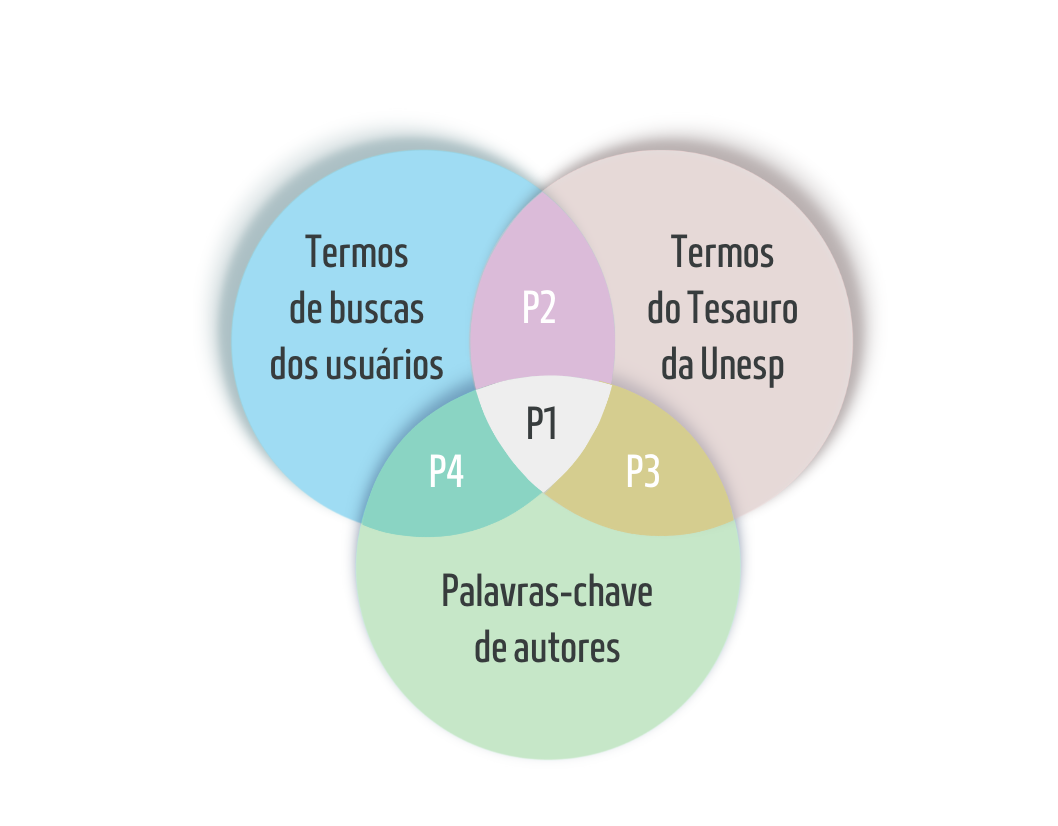 Termos
de buscas
dos usuários
Termos
do Tesauro
da Unesp
P2
P1
P4
P3
Palavras-chave
de autores